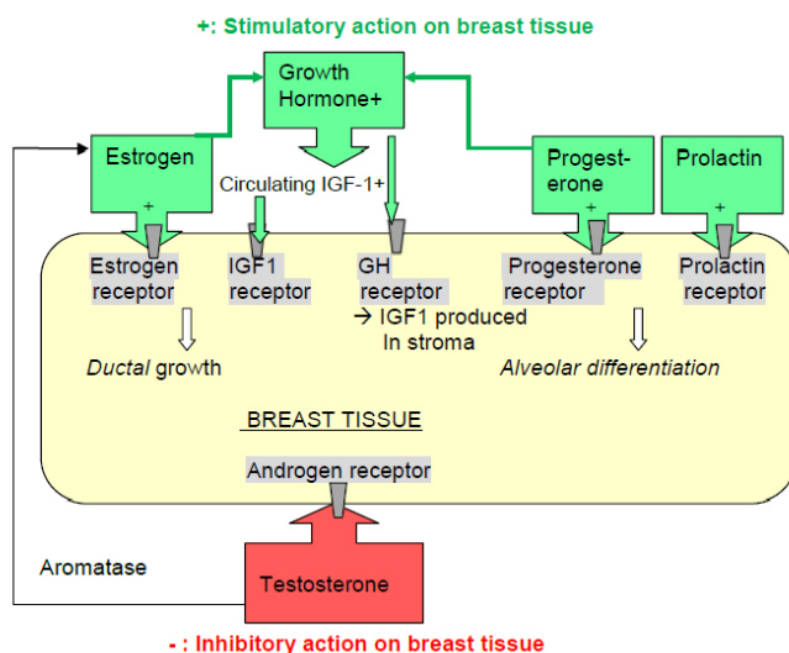 +: Stimulatory action on breast tissue
Growth
Hormone+
Estrogen
+
Circulating IGF-1+
Progest-
erone
+
Prolactin
+
Estrogen
receptor
IGF1
receptor
GH
receptor
→ IGF1 produced
In stroma
Progesterone
receptor
Prolactin
receptor
Ductal growth
Alveolar differentiation
BREAST TISSUE
Androgen receptor
Aromatase
Testosterone
- : Inhibitory action on breast tissue